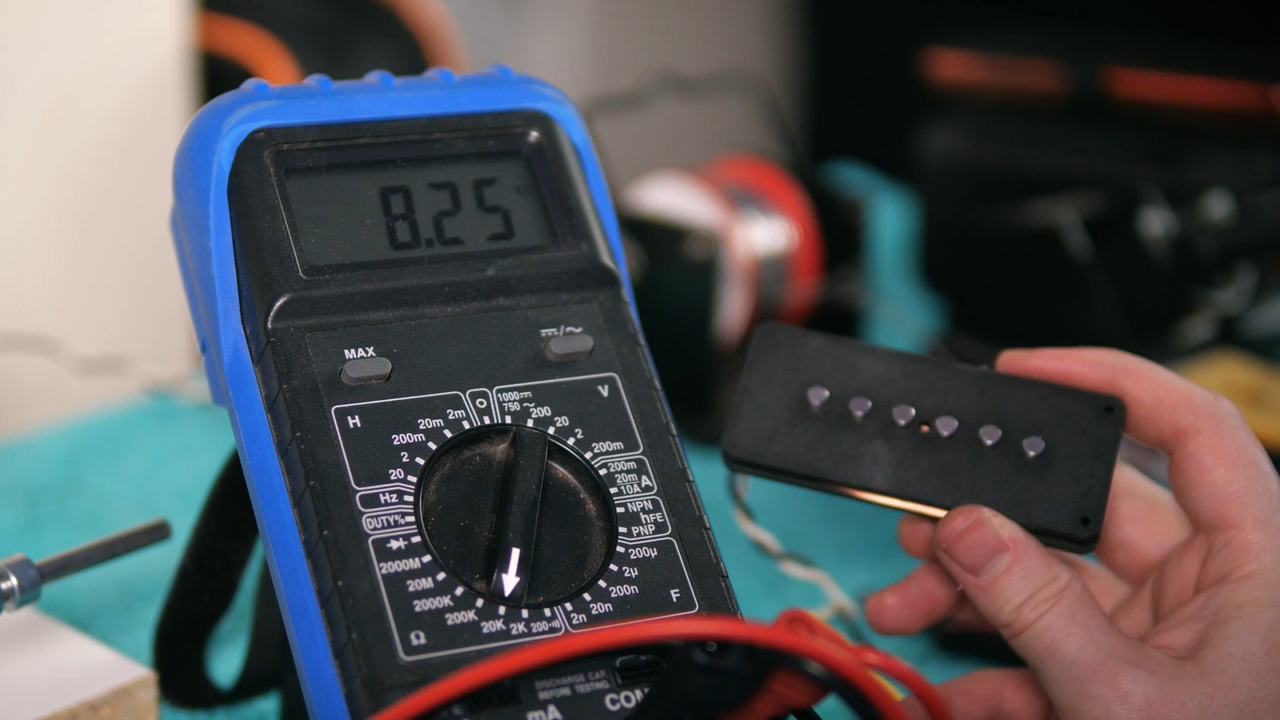 8.25
MAX
⎓/~
H
20m
2m
200m
2
20
Hz
DUTY%
2000M
20M
2000K
200K
20K
2K
200
Ω
1000⎓
750 ~
V
200
20
2
200m
200m
20m
10A
A
NPN
hFE
PNP
200µ
2µ
200n
20n
2n
F
DISCHARGE CAP.
BEFORE TESTING
mA
COM